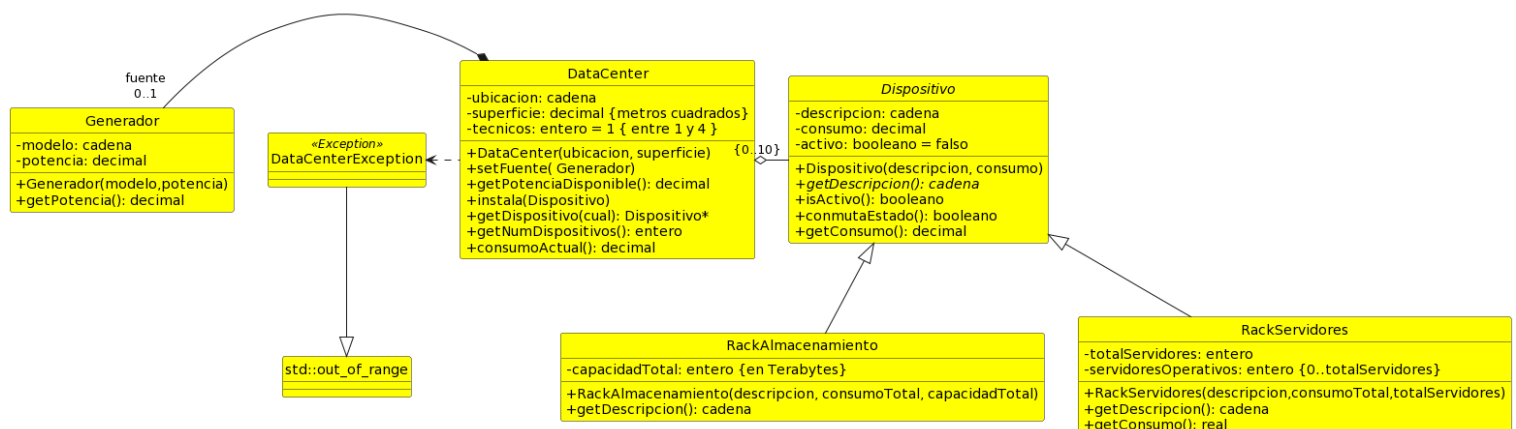 fuente
0..1
Generador
-modelo: cadena
-potencia: decimal
+Generador(modelo,potencia)
+getPotencia(): decimal
«Exception»
DataCenterException
std::out_of_range
DataCenter
-ubicacion: cadena
-superficie: decimal {metros cuadrados}
-tecnicos: entero = 1 { entre 1 y 4 }
+DataCenter(ubicacion, superficie)
+setFuente( Generador)
+getPotenciaDisponible(): decimal
+instala(Dispositivo)
+getDispositivo(cual): Dispositivo*
+getNumDispositivos(): entero
+consumoActual(): decimal
{0..10}
Dispositivo
-descripcion: cadena
-consumo: decimal
-activo: booleano = falso
+Dispositivo(descripcion, consumo)
+getDescripcion(): cadena
+isActivo(): booleano
+conmutaEstado(): booleano
+getConsumo(): decimal
RackAlmacenamiento
-capacidadTotal: entero {en Terabytes}
+RackAlmacenamiento(descripcion, consumoTotal, capacidadTotal)
+getDescripcion(): cadena
RackServidores
-totalServidores: entero
-servidoresOperativos: entero {0..totalServidores}
+RackServidores(descripcion,consumoTotal,totalServidores)
+getDescripcion(): cadena
+getConsumo(): real